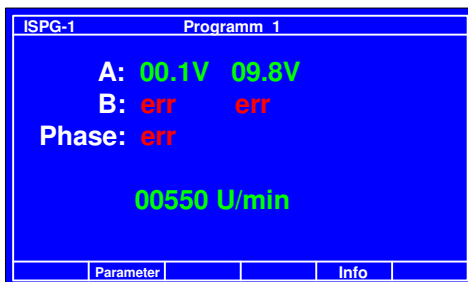 ISPG-1 Programm 1
A: 00.1V 09.8V
B: err err
Phase: err
00550 U/min
Parameter Info